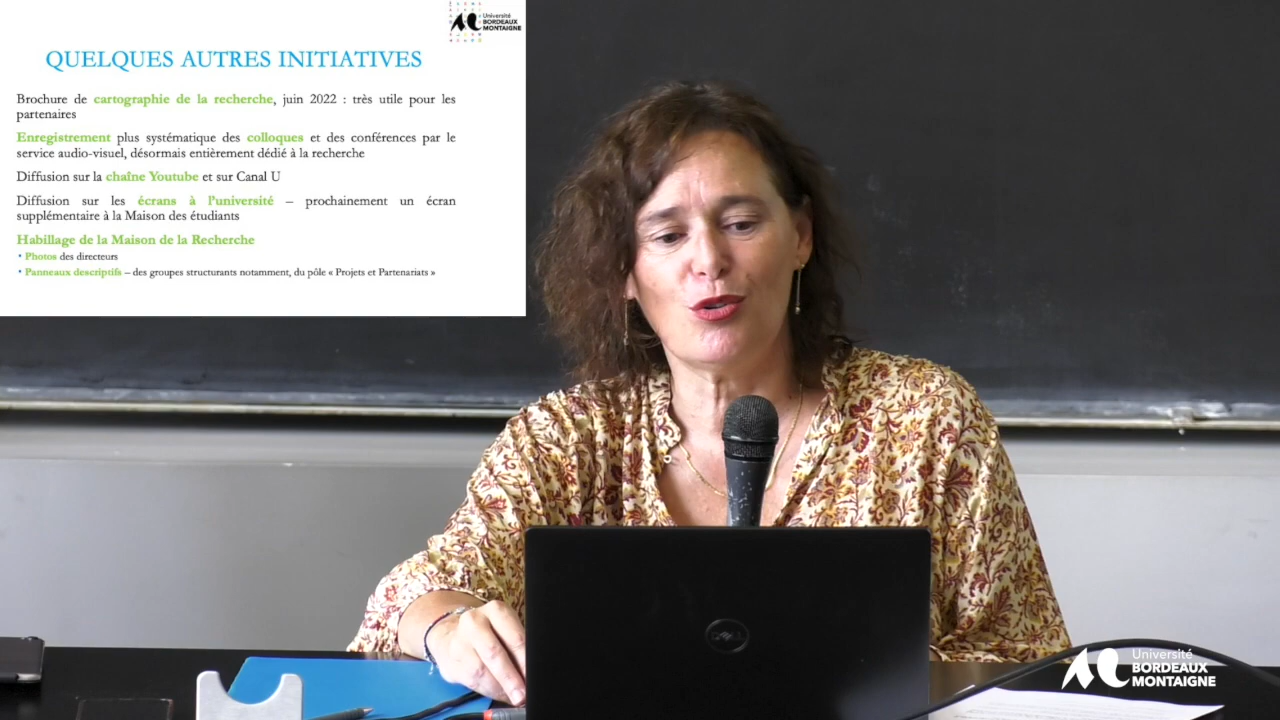 Université
BORDEAUX
MONTAIGNE
QUELQUES AUTRES INITIATIVES
Brochure de cartographie de la recherche, juin 2022 : très utile pour les
partenaires
Enregistrement plus systématique des colloques et des conférences par le
service audio-visuel, désormais entièrement dédié à la recherche
Diffusion sur la chaîne Youtube et sur Canal U
Diffusion sur les écrans à l'université – prochainement un écran
supplémentaire à la Maison des étudiants
Habillage de la Maison de la Recherche
• Photos des directeurs
• Panneaux descriptifs – des groupes structurants notamment, du pôle « Projets et Partenariats »
DELL
Université
BORDEAUX
MONTAIGNE